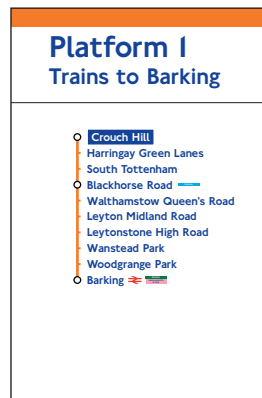 Platform 1
Trains to Barking
Crouch Hill
Harringay Green Lanes
South Tottenham
Blackhorse Road
Walthamstow Queen's Road
Leyton Midland Road
Leytonstone High Road
Wanstead Park
Woodgrange Park
Barking